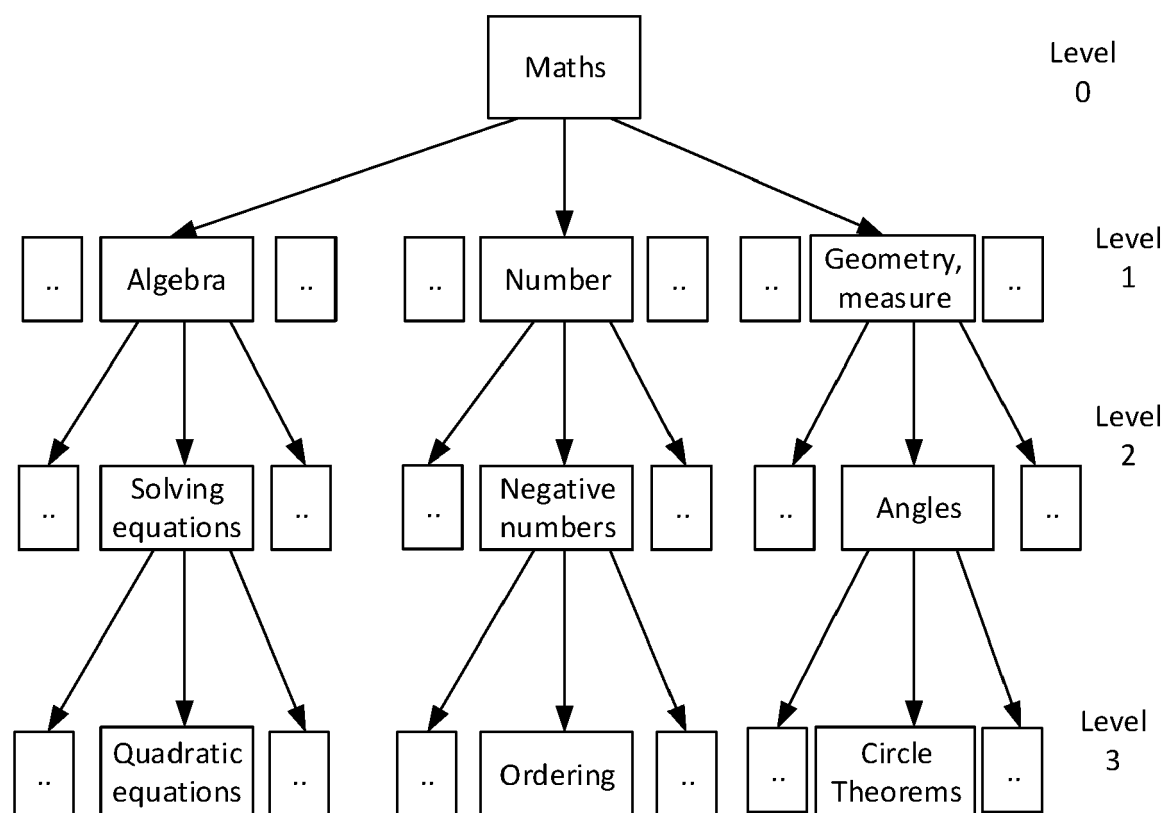 Maths
Level
0
.. Algebra .. .. Number .. .. Geometry,
measure ..
Level
1
.. Solving
equations .. .. Negative
numbers .. .. Angles ..
Level
2
.. Quadratic
equations .. .. Ordering .. .. Circle
Theorems ..
Level
3